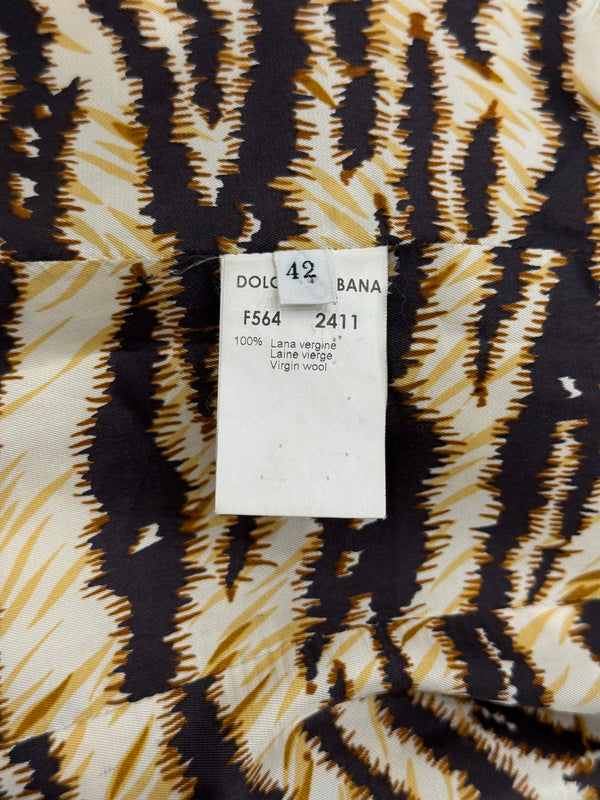 42
DOLC BANA
F564 2411
100% Lana vergine
Laine vierge
Virgin wool